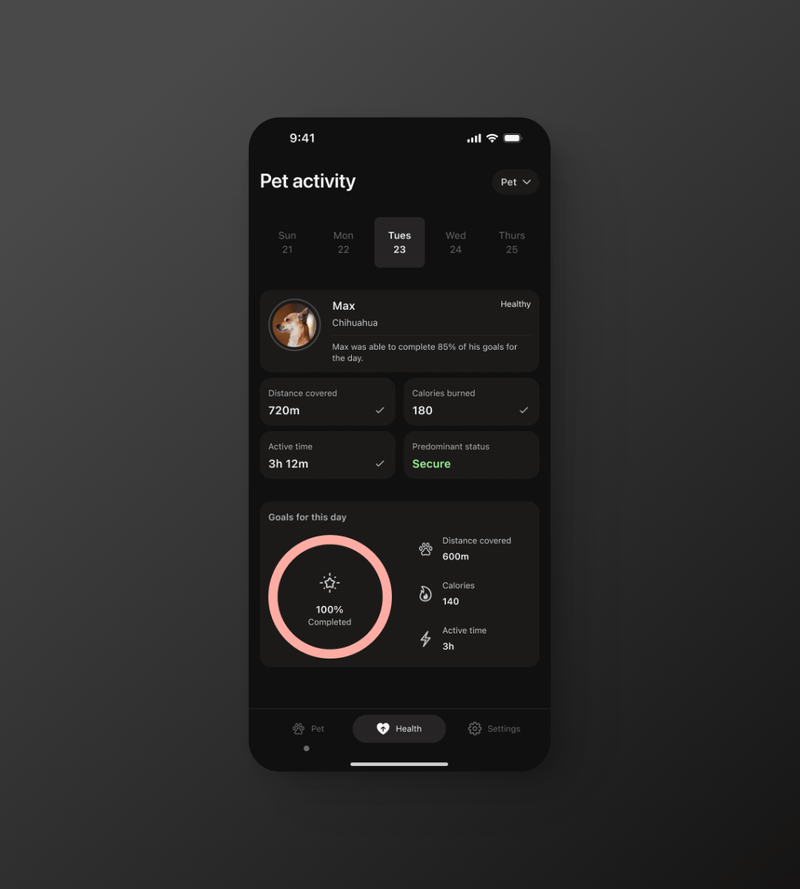 9:41
Pet activity
Pet
Sun
21
Mon
22
Tues
23
Wed
24
Thurs
25
Max
Healthy
Chihuahua
Max was able to complete 85% of his goals for
the day.
Distance covered
720m
Calories burned
180
Active time
3h 12m
Predominant status
Secure
Goals for this day
100%
Completed
Distance covered
600m
Calories
140
Active time
3h
Pet
Health
Settings